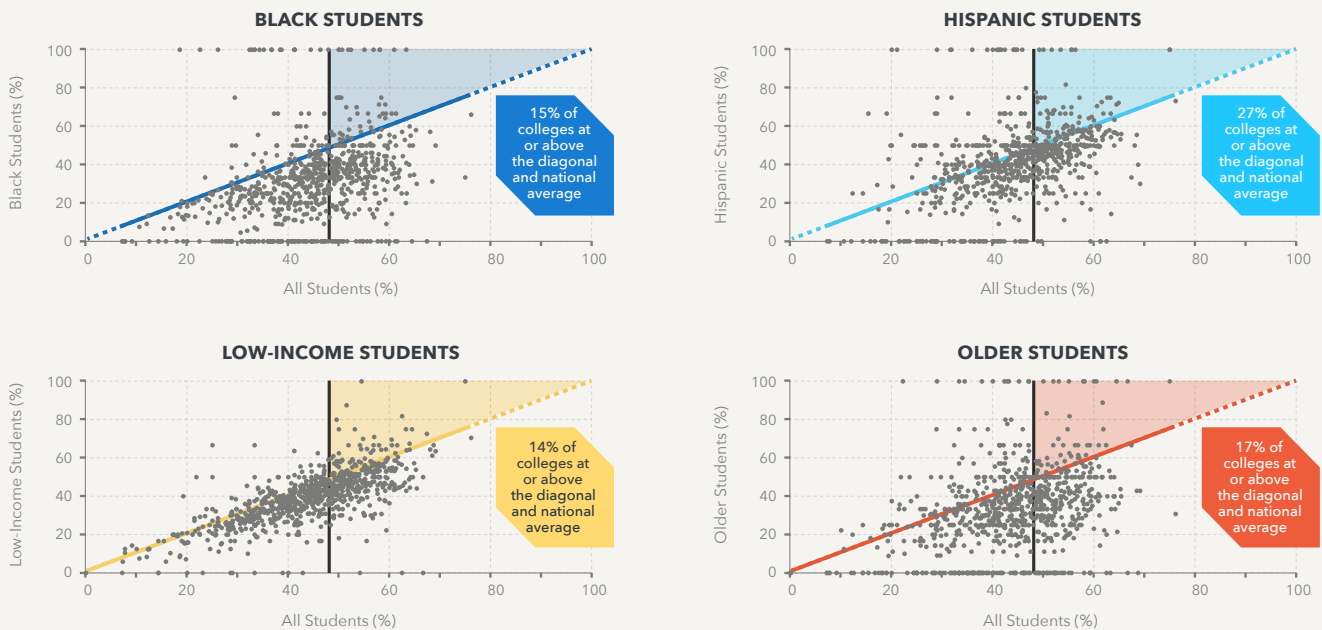 BLACK STUDENTS
Black Students (%)
100
80
60
40
20
0
0
20
40
60
80
100
All Students (%)
15% of
colleges at
or above
the diagonal
and national
average
HISPANIC STUDENTS
Hispanic Students (%)
100
80
60
40
20
0
0
20
40
60
80
100
All Students (%)
27% of
colleges at
or above
the diagonal
and national
average
LOW-INCOME STUDENTS
Low-Income Students (%)
100
80
60
40
20
0
0
20
40
60
80
100
All Students (%)
14% of
colleges at
or above
the diagonal
and national
average
OLDER STUDENTS
Older Students (%)
100
80
60
40
20
0
0
20
40
60
80
100
All Students (%)
17% of
colleges at
or above
the diagonal
and national
average